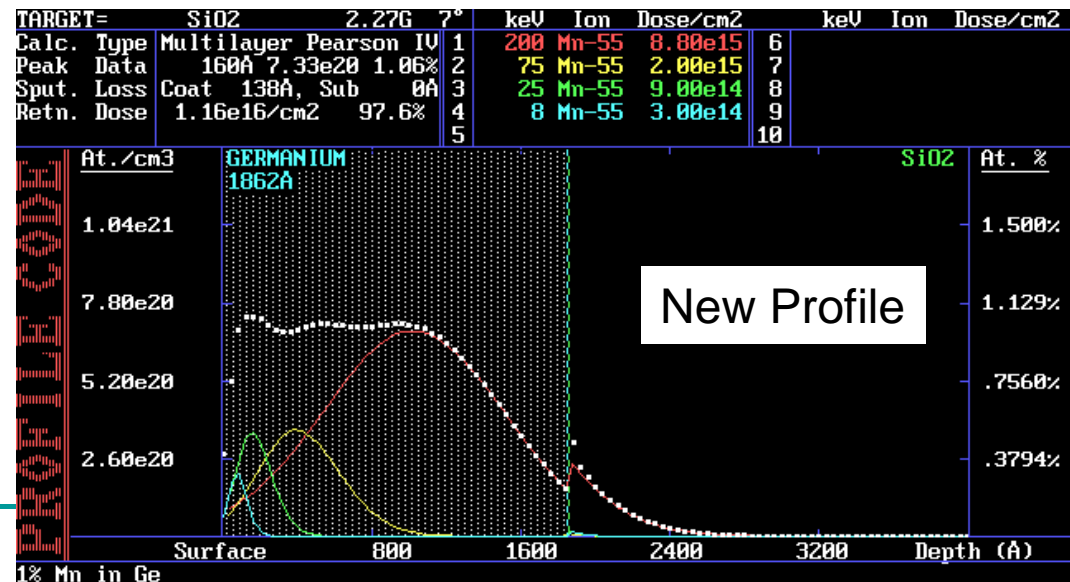 TARGET= SiO2 2.27G 7° keV Ion Dose/cm2 keV Ion Dose/cm2
Calc. Type Multilayer Pearson IV 1 200 Mn-55 8.80e15 6
Peak Data 160Å 7.33e20 1.06% 2 75 Mn-55 2.00e15 7
Sput. Loss Coat 138Å, Sub 0Å 3 25 Mn-55 9.00e14 8
Retn. Dose 1.16e16/cm2 97.6% 4 8 Mn-55 3.00e14 9
5 10
At./cm3 GERMANIUM SiO2 At. %
1862Å
1.04e21 1.500%
New Profile
7.80e20 1.129%
5.20e20 .7560%
2.60e20 .3794%
PROFILE CODE
Surface 800 1600 2400 3200 Depth (Å)
1% Mn in Ge